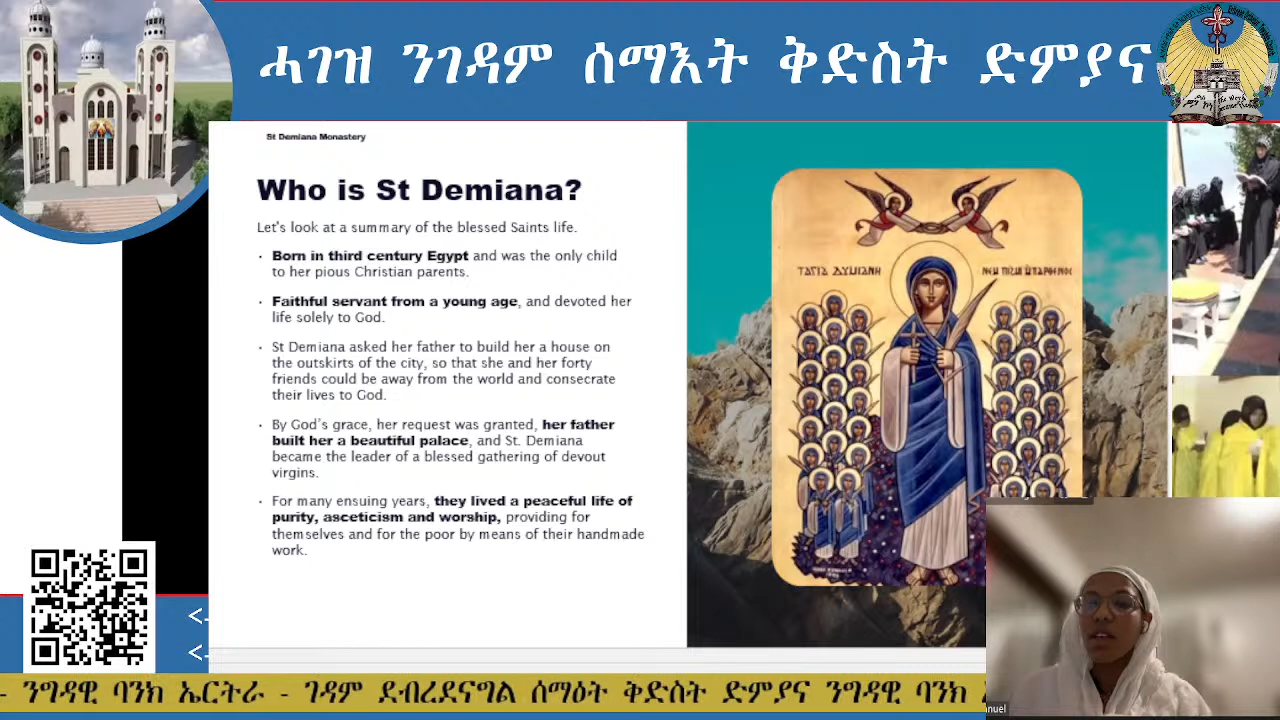 ሓገዝ ንገዳም ሰማእት ቅድስት ድምያና
St Demiana Monastery
Who is St Demiana?
Let's look at a summary of the blessed Saints life.
· Born in third century Egypt and was the only child
to her pious Christian parents.
· Faithful servant from a young age, and devoted her
life solely to God.
· St Demiana asked her father to build her a house on
the outskirts of the city, so that she and her forty
friends could be away from the world and consecrate
their lives to God.
· By God's grace, her request was granted, her father
built her a beautiful palace, and St. Demiana
became the leader of a blessed gathering of devout
virgins.
· For many ensuing years, they lived a peaceful life of
purity, asceticism and worship, providing for
themselves and for the poor by means of their handmade
work.
<-
<-
- ንግዳዊ ባንክ ኤርትራ - ገዳም ደብረደናግል ሰማዕት ቅድስት ድምያና ንግዳዊ ባንክ
nuel